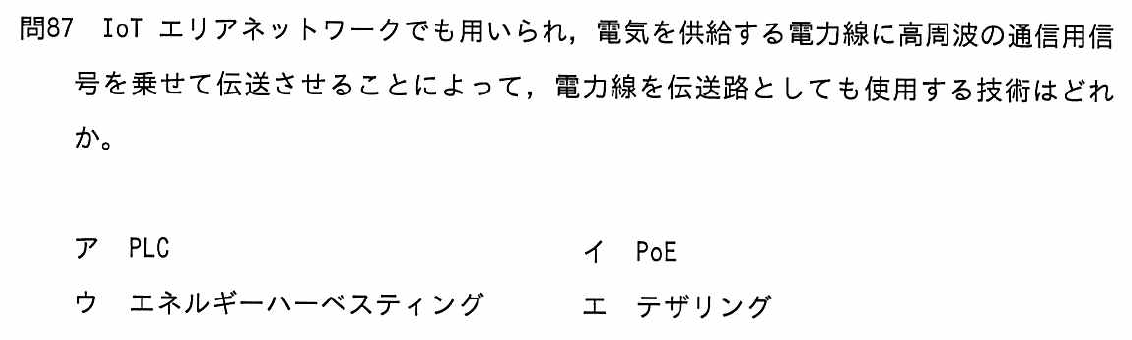 問87 IoT エリアネットワークでも用いられ，電気を供給する電力線に高周波の通信用信
号を乗せて伝送させることによって，電力線を伝送路としても使用する技術はどれ
か。
ア PLC イ PoE
ウ エネルギーハーベスティング エ テザリング